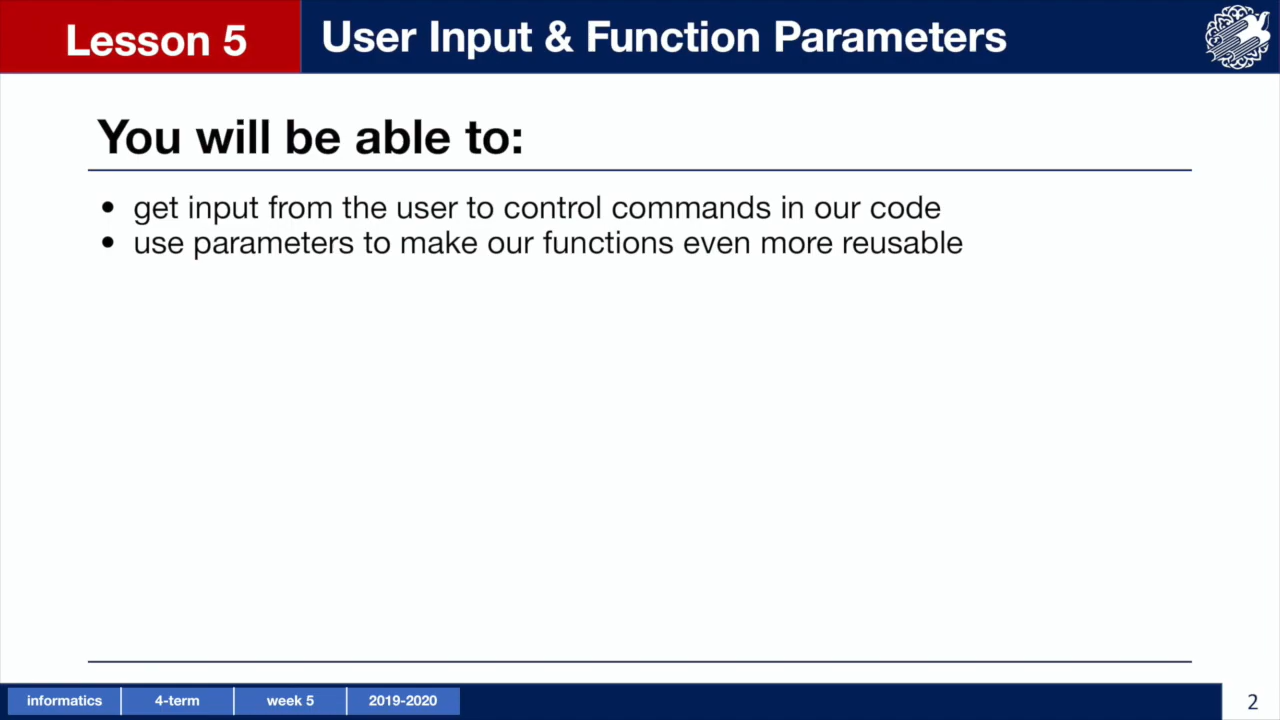 Lesson 5
User Input & Function Parameters
You will be able to:
• get input from the user to control commands in our code
• use parameters to make our functions even more reusable
informatics
4-term
week 5
2019-2020
2